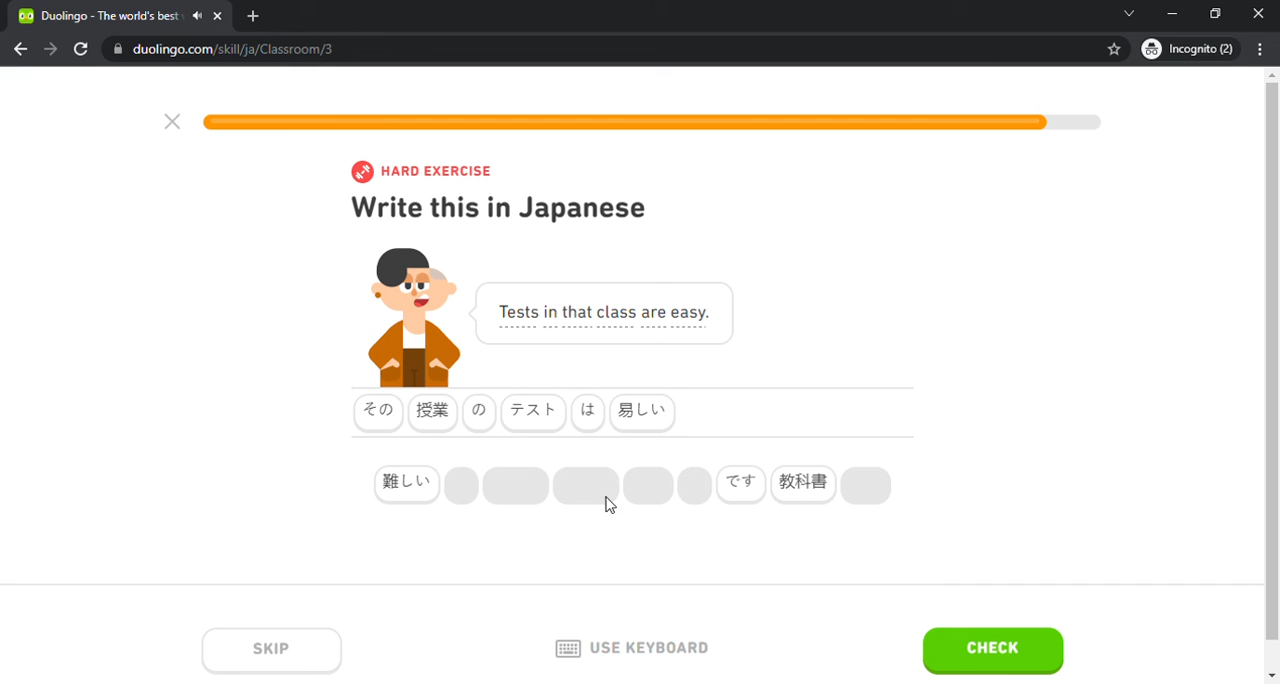 Duolingo - The world's best
duolingo.com/skill/ja/Classroom/3
Incognito (2)
HARD EXERCISE
Write this in Japanese
Tests in that class are easy.
その 授業 の テスト は 易しい
難しい です 教科書
SKIP
USE KEYBOARD
CHECK